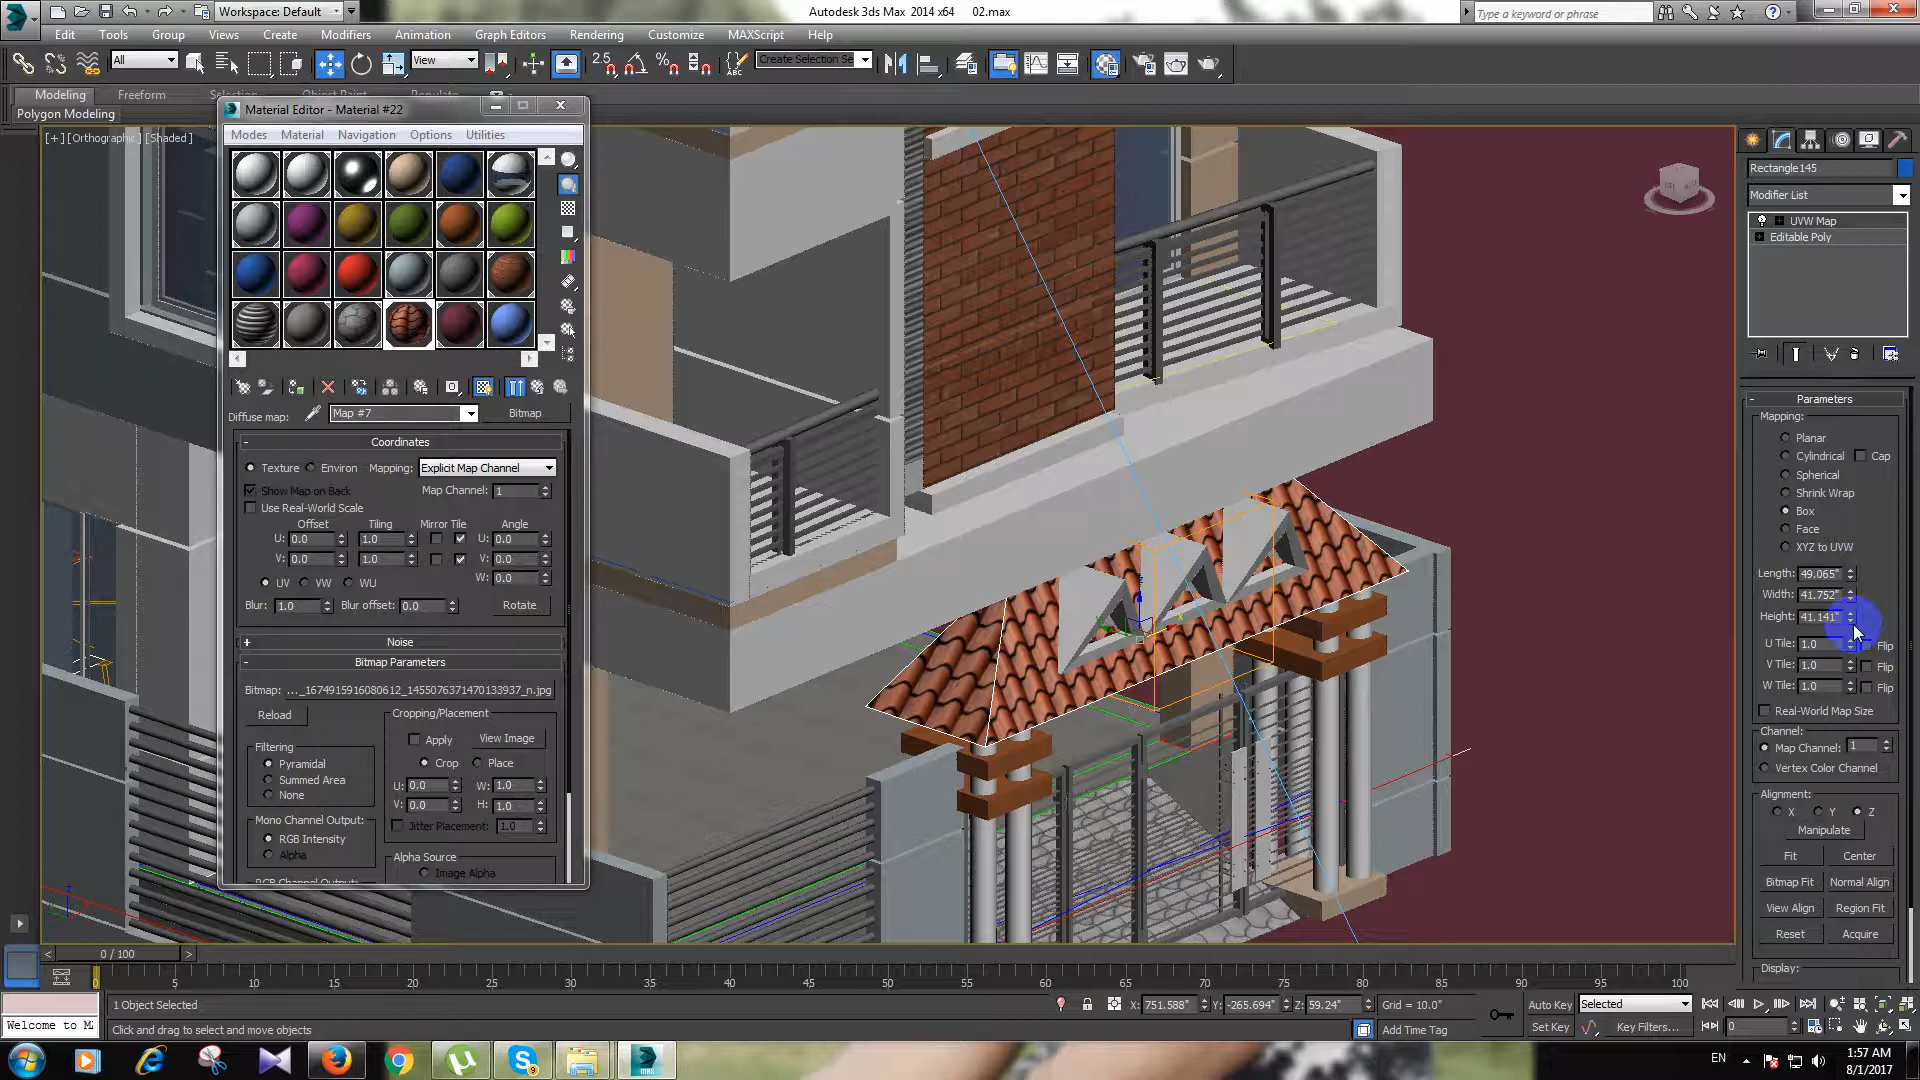 Workspace: Default
Autodesk 3ds Max 2014 x64 02.max
Type a keyword or phrase
Edit Tools Group Views Create Modifiers Animation Graph Editors Rendering Customize MAXScript Help
All View 2.5 Create Selection Se
Modeling Freeform Selection Object Paint Populate
Polygon Modeling
[+] [Orthographic] [Shaded]
Material Editor - Material #22
Modes Material Navigation Options Utilities
Diffuse map: Map #7 Bitmap
Coordinates
Texture Environ Mapping: Explicit Map Channel
Show Map on Back Map Channel: 1
Use Real-World Scale
Offset Tiling Mirror Tile Angle
U: 0.0 1.0 U: 0.0
V: 0.0 1.0 V: 0.0
W: 0.0
UV VW WU
Blur: 1.0 Blur offset: 0.0 Rotate
Noise
Bitmap Parameters
Bitmap: ..._1674915916080612_1455076371470133937_n.jpg
Reload
Cropping/Placement
Apply View Image
Crop Place
U: 0.0 W: 1.0
V: 0.0 H: 1.0
Jitter Placement: 1.0
Filtering
Pyramidal
Summed Area
None
Mono Channel Output:
RGB Intensity
Alpha
RGB Channel Output:
Alpha Source
Image Alpha
Rectangle145
Modifier List
UVW Map
Editable Poly
Parameters
Mapping:
Planar
Cylindrical Cap
Spherical
Shrink Wrap
Box
Face
XYZ to UVW
Length: 49.065"
Width: 41.752"
Height: 41.141"
U Tile: 1.0 Flip
V Tile: 1.0 Flip
W Tile: 1.0 Flip
Real-World Map Size
Channel:
Map Channel: 1
Vertex Color Channel
Alignment:
X Y Z
Manipulate
Fit Center
Bitmap Fit Normal Align
View Align Region Fit
Reset Acquire
Display:
0 / 100
5 10 15 20 25 30 35 40 45 50 55 60 65 70 75 80 85 90 95 100
1 Object Selected X: 751.588" Y: -265.694" Z: 59.24" Grid = 10.0" Auto Key Selected
Welcome to M
Click and drag to select and move objects Add Time Tag Set Key Key Filters... 0
EN 1:57 AM
8/1/2017